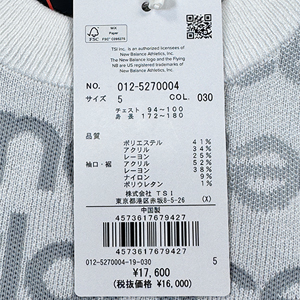 FSC
MIX
Paper
TSI Inc. is an authorized licensee of
New Balance Athletics, Inc.
New Balance logo and the Flying
NB are US registered trademarks of
New Balance Athletics, Inc.
NO. 012-5270004
サイズ 5 COL. 030
チェスト 94~100
身長 172~180
品質
ポリエステル 41%
アクリル 34%
レーヨン 25%
袖口・裾 アクリル 52%
レーヨン 38%
ナイロン 9%
ポリウレタン 1%
株式会社 TSI
東京都港区赤坂8-5-26 (X)
中国製
4573617679427
4573617679427
012-5270004-19-030 5
¥17,600
(税抜価格 ¥16,000)